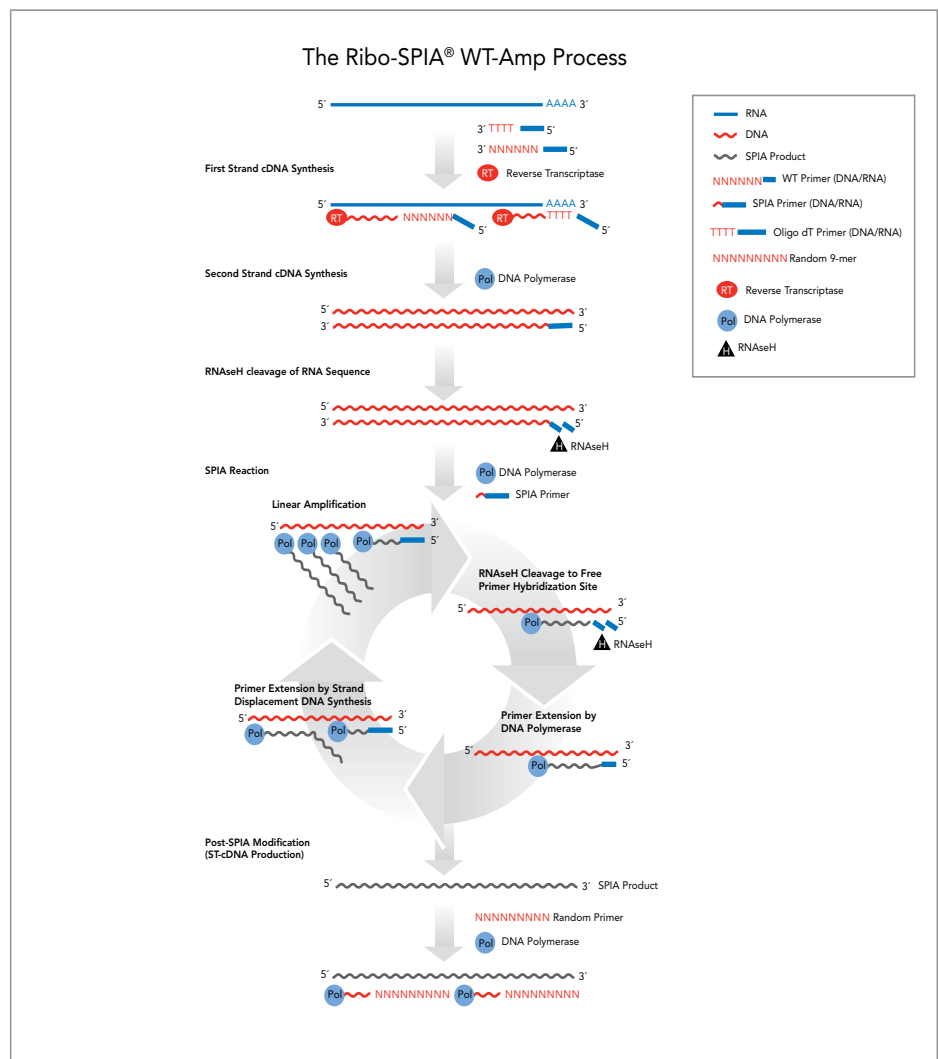 The Ribo-SPIA® WT-Amp Process
5´ AAAA 3´
3´ TTTT 5´
3´ NNNNNN 5´
First Strand cDNA Synthesis
RT Reverse Transcriptase
5´ AAAA 3´
RT NNNNNN 5´ RT TTTT 5´
Second Strand cDNA Synthesis
Pol DNA Polymerase
5´ 3´
3´ 5´
RNAseH cleavage of RNA Sequence
5´ 3´
3´ 5´
H RNAseH
SPIA Reaction
Pol DNA Polymerase
SPIA Primer
Linear Amplification
5´ 3´
Pol Pol Pol Pol 5´
RNAseH Cleavage to Free
Primer Hybridization Site
5´ 3´
Pol 5´
H RNAseH
Primer Extension by
DNA Polymerase
5´ 3´
Pol 5´
Primer Extension by Strand
Displacement DNA Synthesis
5´ 3´
Pol Pol 5´
Post-SPIA Modification
(ST-cDNA Production)
5´ 3´ SPIA Product
NNNNNNNNN Random Primer
Pol DNA Polymerase
5´ 3´
Pol NNNNNNNNN Pol NNNNNNNNN
RNA
DNA
SPIA Product
NNNNNN WT Primer (DNA/RNA)
SPIA Primer (DNA/RNA)
TTTT Oligo dT Primer (DNA/RNA)
NNNNNNNNN Random 9-mer
RT Reverse Transcriptase
Pol DNA Polymerase
H RNAseH